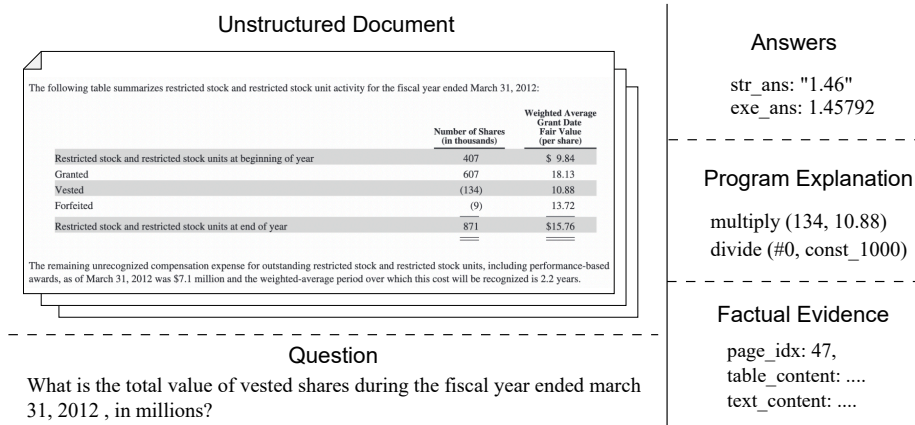 Unstructured Document
The following table summarizes restricted stock and restricted stock unit activity for the fiscal year ended March 31, 2012:
Number of Shares
(in thousands)
Weighted Average
Grant Date
Fair Value
(per share)
Restricted stock and restricted stock units at beginning of year 407 $ 9.84
Granted 607 18.13
Vested (134) 10.88
Forfeited (9) 13.72
Restricted stock and restricted stock units at end of year 871 $15.76
The remaining unrecognized compensation expense for outstanding restricted stock and restricted stock units, including performance-based
awards, as of March 31, 2012 was $7.1 million and the weighted-average period over which this cost will be recognized is 2.2 years.
Question
What is the total value of vested shares during the fiscal year ended march
31, 2012 , in millions?
Answers
str_ans: "1.46"
exe_ans: 1.45792
Program Explanation
multiply (134, 10.88)
divide (#0, const_1000)
Factual Evidence
page_idx: 47,
table_content: ....
text_content: ....